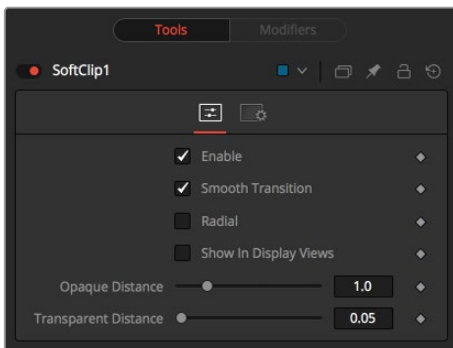 Tools Modifiers
SoftClip1
Enable
Smooth Transition
Radial
Show In Display Views
Opaque Distance 1.0
Transparent Distance 0.05